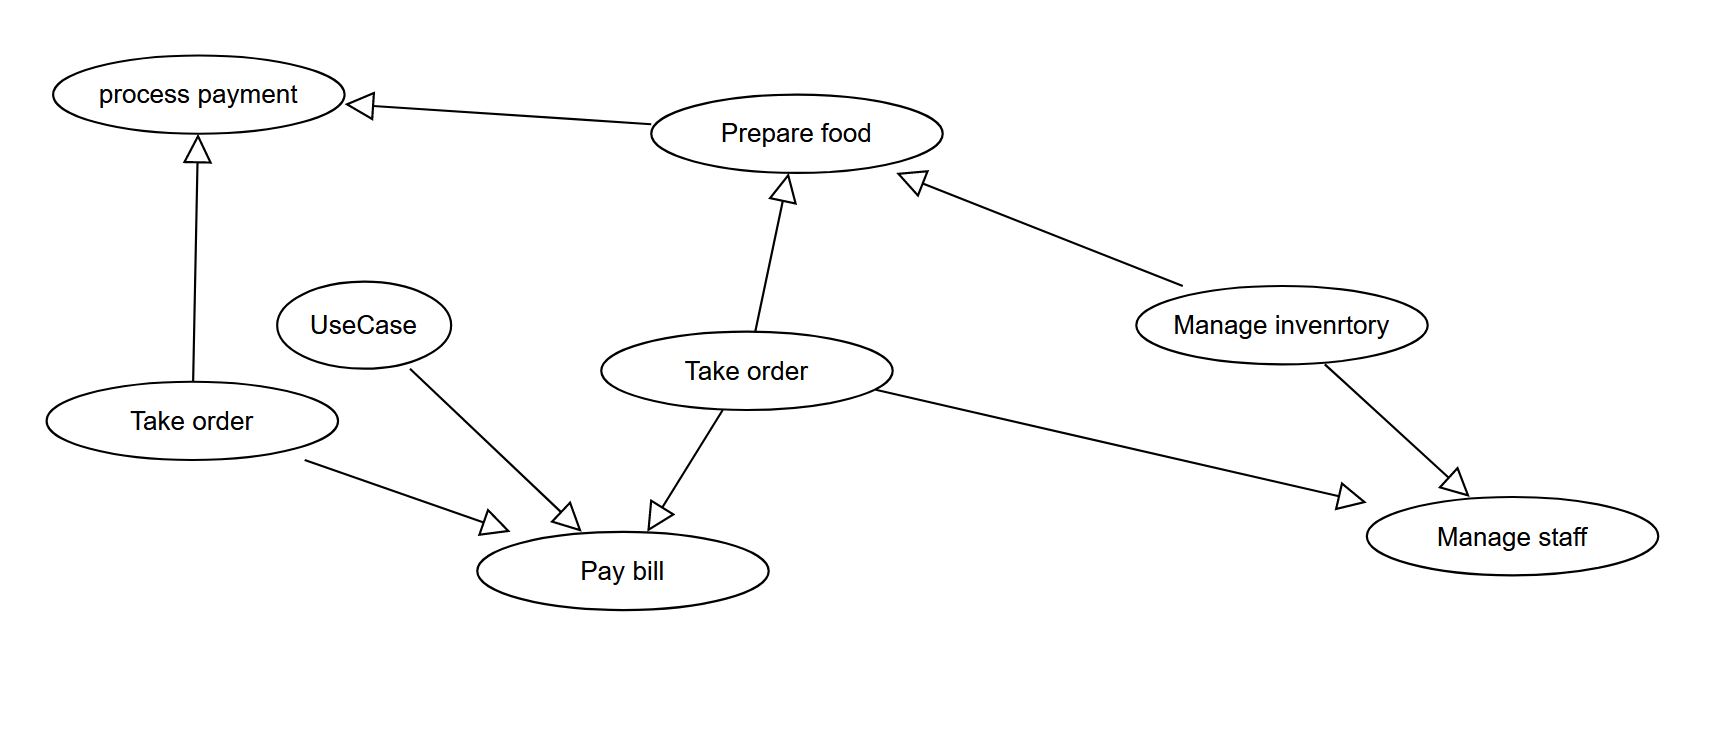 process payment
Prepare food
UseCase
Manage invenrtory
Take order
Take order
Manage staff
Pay bill